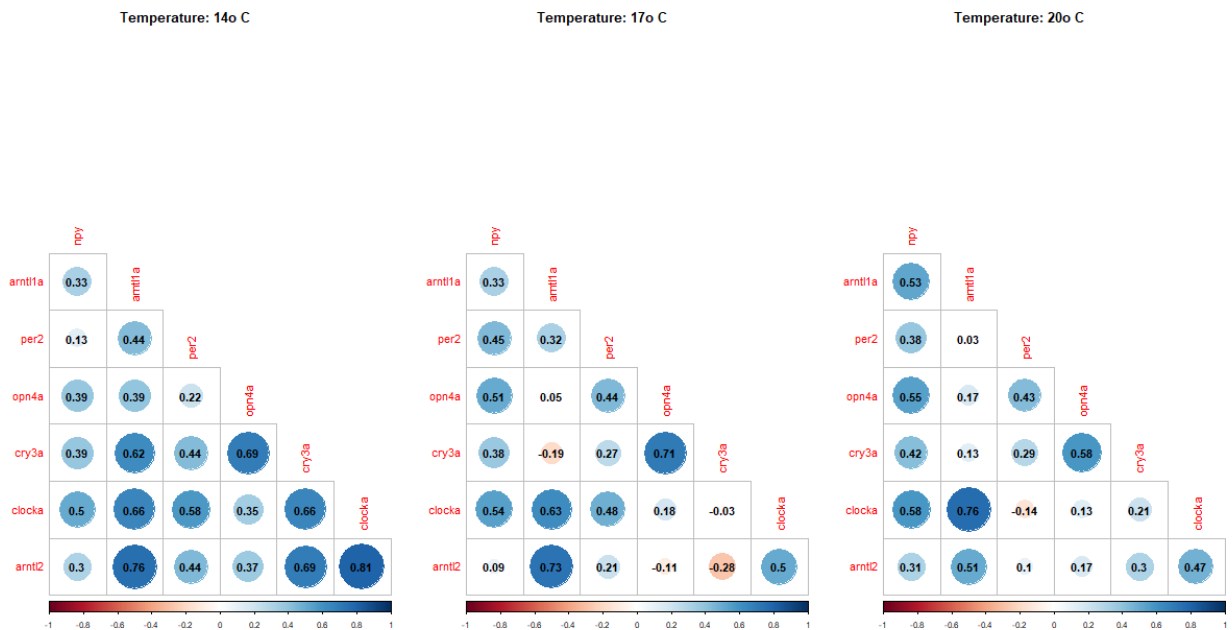 Temperature: 14o C Temperature: 17o C Temperature: 20o C
npy npy npy
arntl1a 0.33 arntl1a arntl1a 0.33 arntl1a arntl1a 0.53 arntl1a
per2 0.13 0.44 per2 per2 0.45 0.32 per2 per2 0.38 0.03 per2
opn4a 0.39 0.39 0.22 opn4a opn4a 0.51 0.05 0.44 opn4a opn4a 0.55 0.17 0.43 opn4a
cry3a 0.39 0.62 0.44 0.69 cry3a cry3a 0.38 -0.19 0.27 0.71 cry3a cry3a 0.42 0.13 0.29 0.58 cry3a
clocka 0.5 0.66 0.58 0.35 0.66 clocka clocka 0.54 0.63 0.48 0.18 -0.03 clocka clocka 0.58 0.76 -0.14 0.13 0.21 clocka
arntl2 0.3 0.76 0.44 0.37 0.69 0.81 arntl2 0.09 0.73 0.21 -0.11 -0.28 0.5 arntl2 0.31 0.51 0.1 0.17 0.3 0.47
-1 -0.8 -0.6 -0.4 -0.2 0 0.2 0.4 0.6 0.8 1 -1 -0.8 -0.6 -0.4 -0.2 0 0.2 0.4 0.6 0.8 1 -1 -0.8 -0.6 -0.4 -0.2 0 0.2 0.4 0.6 0.8 1